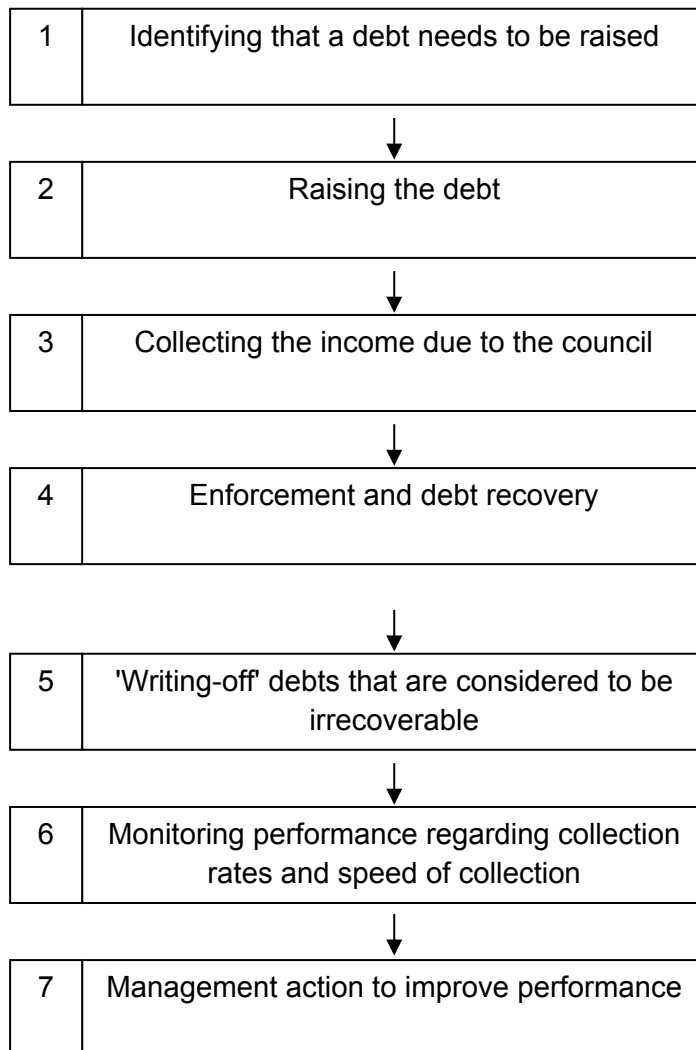 1 Identifying that a debt needs to be raised
2 Raising the debt
3 Collecting the income due to the council
4 Enforcement and debt recovery
5 'Writing-off' debts that are considered to be
irrecoverable
6 Monitoring performance regarding collection
rates and speed of collection
7 Management action to improve performance